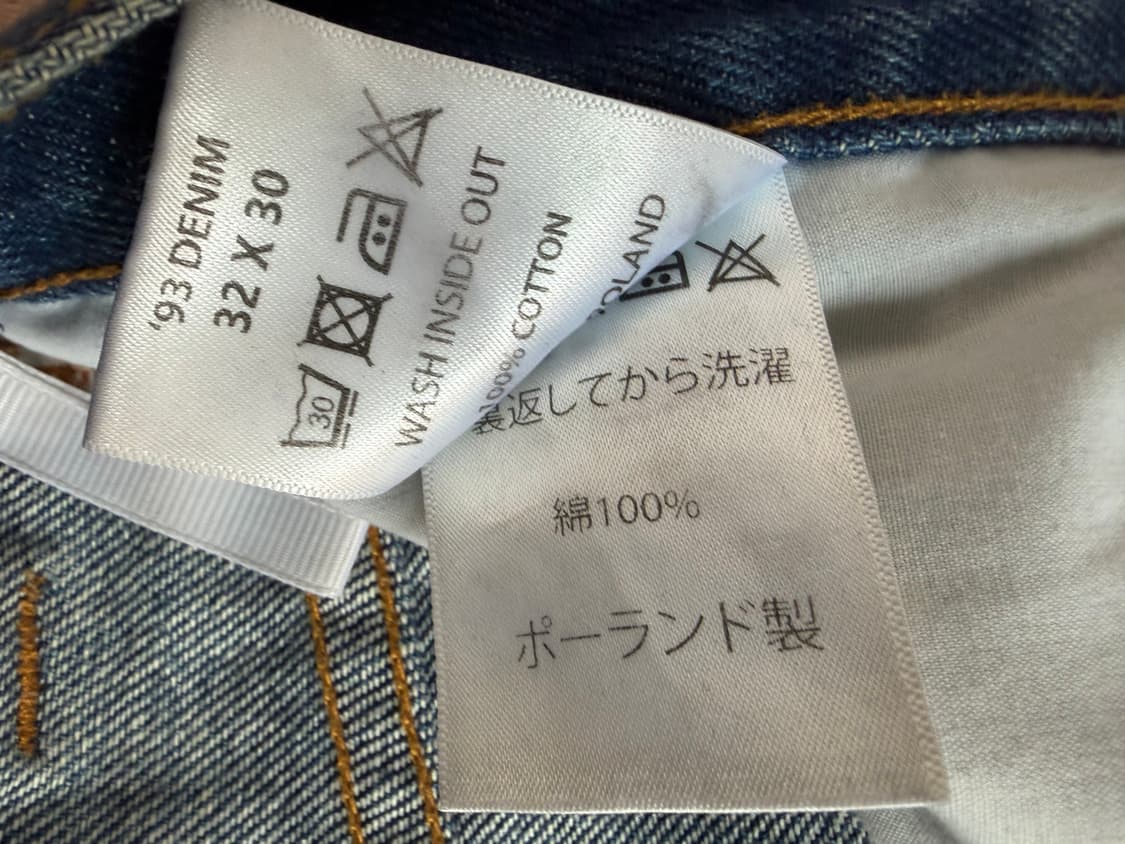 '93 DENIM
32 X 30
30
WASH INSIDE OUT
100% COTTON
裏返してから洗濯
綿100%
ポーランド製